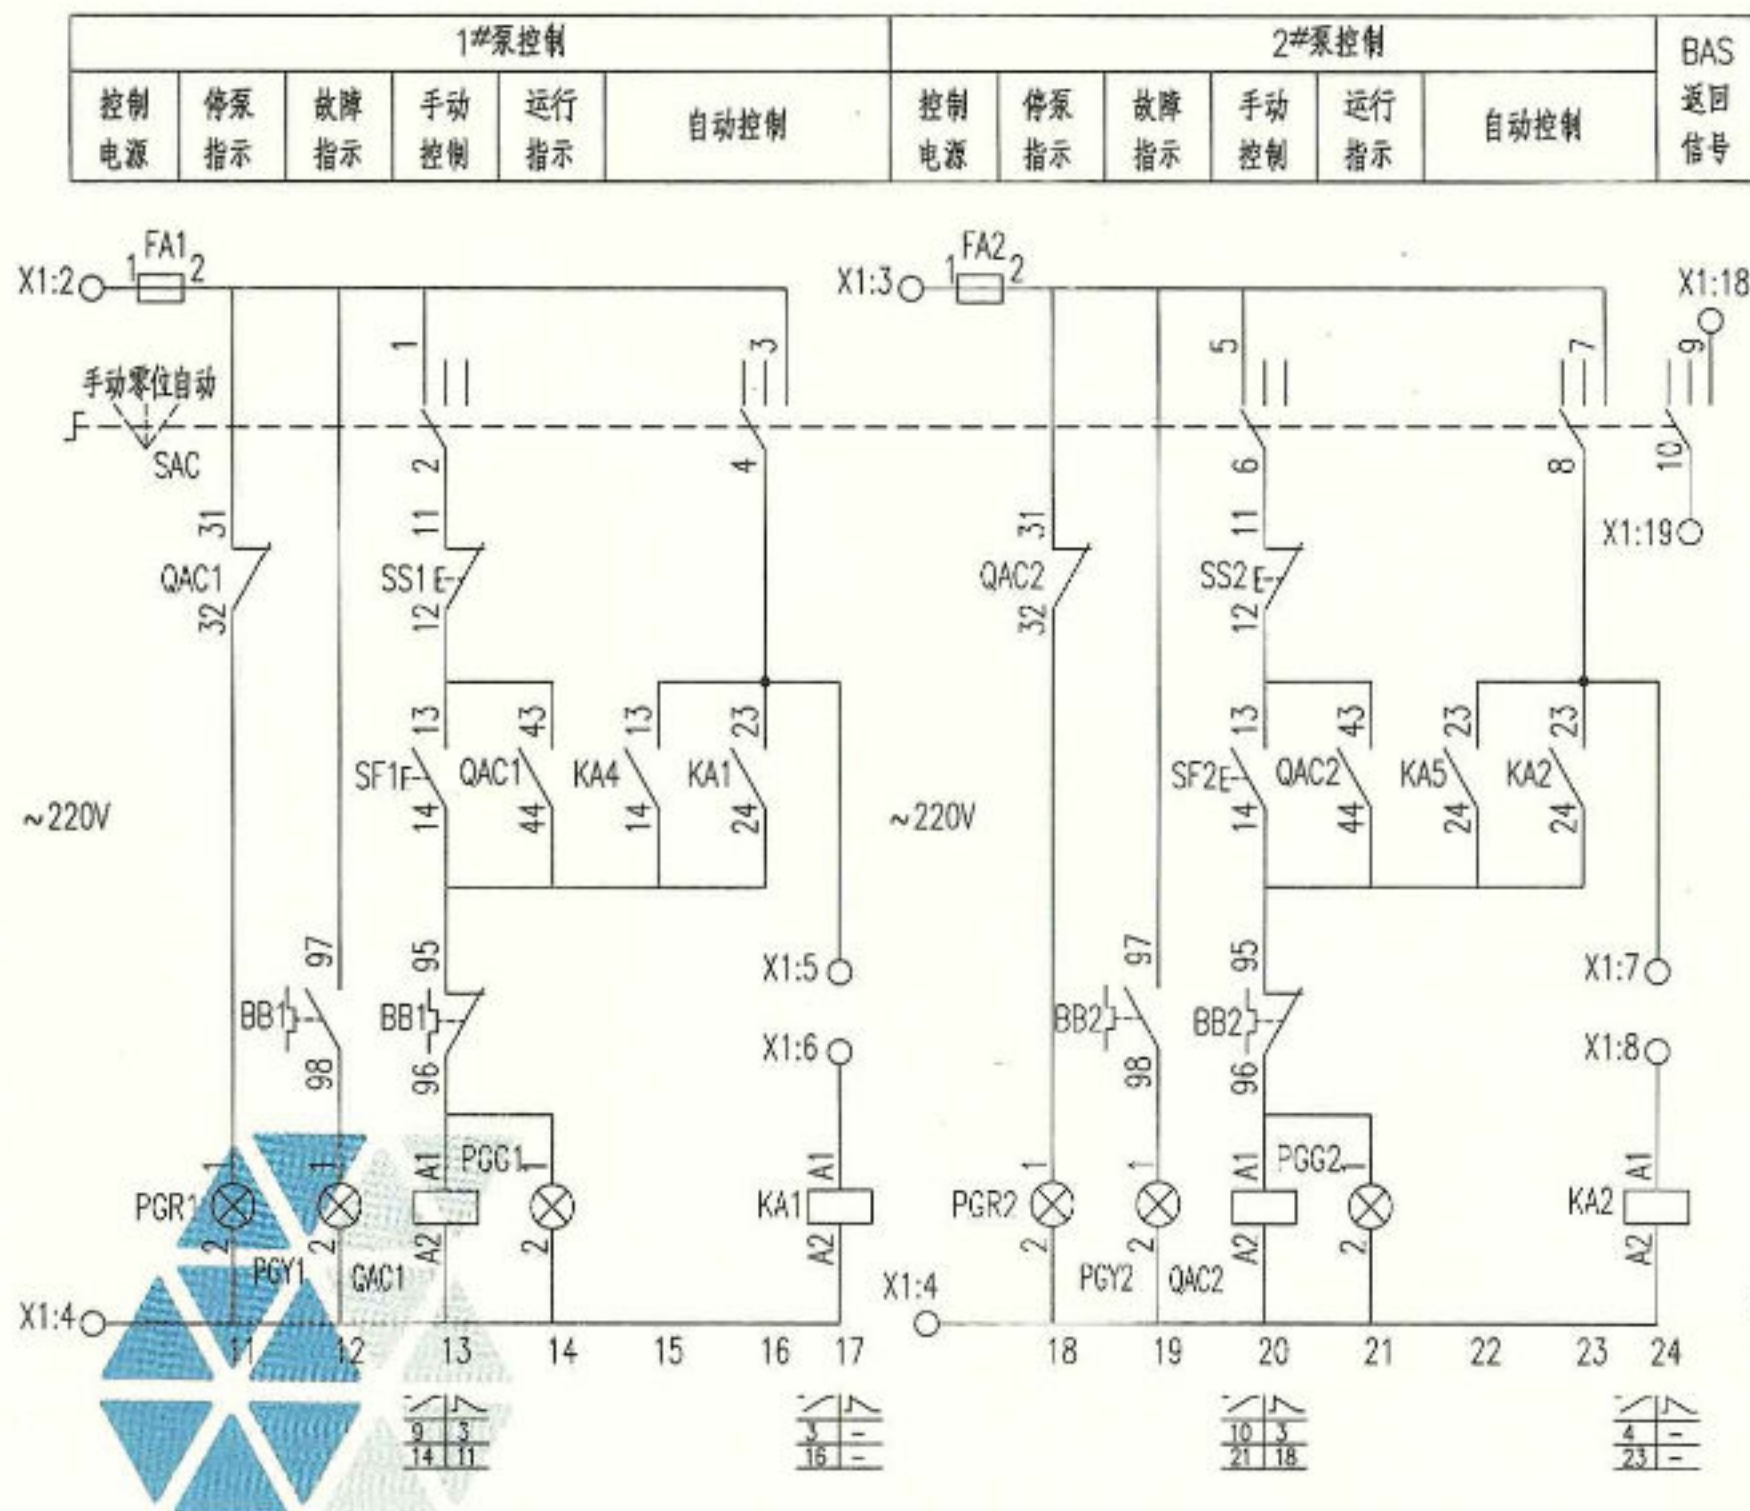 1#泵控制 2#泵控制 BAS 返回 信号
控制 电源 停泵 指示 故障 指示 手动 控制 运行 指示 自动控制 控制 电源 停泵 指示 故障 指示 手动 控制 运行 指示 自动控制
FA1 FA2
X1:2 1 2 X1:3 1 2 X1:18
1 3 5 7 9
手动零位自动
SAC 2 4 6 8 10
31 11 31 11 X1:19
QAC1 SS1 E QAC2 SS2 E
32 12 32 12
13 43 13 23 13 43 23 23
SF1 F QAC1 KA4 KA1 SF2 E QAC2 KA5 KA2
~220V 14 44 14 24 ~220V 14 44 24 24
97 95 X1:5 97 95 X1:7
BB1 BB1 BB2 BB2
98 96 X1:6 98 96 X1:8
1 1 A1 PGG1 1 A1 1 1 A1 PGG2 1 A1
PGR1 KA1 PGR2 KA2
2 2 A2 2 A2 2 2 A2 2 A2
PGY1 QAC1 PGY2 QAC2
X1:4 X1:4
11 12 13 14 15 16 17 18 19 20 21 22 23 24
9 3 3 - 10 3 4 -
14 11 16 - 21 18 23 -